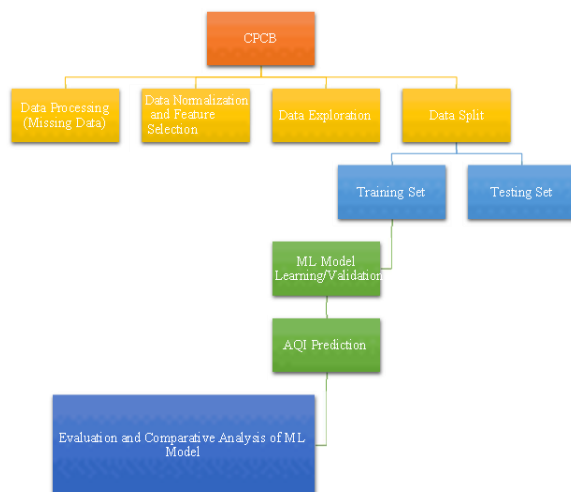 CPCB
Data Processing
(Missing Data)
Data Normalization
and Feature
Selection
Data Exploration
Data Split
Training Set
Testing Set
ML Model
Learning/Validation
AQI Prediction
Evaluation and Comparative Analysis of ML
Model